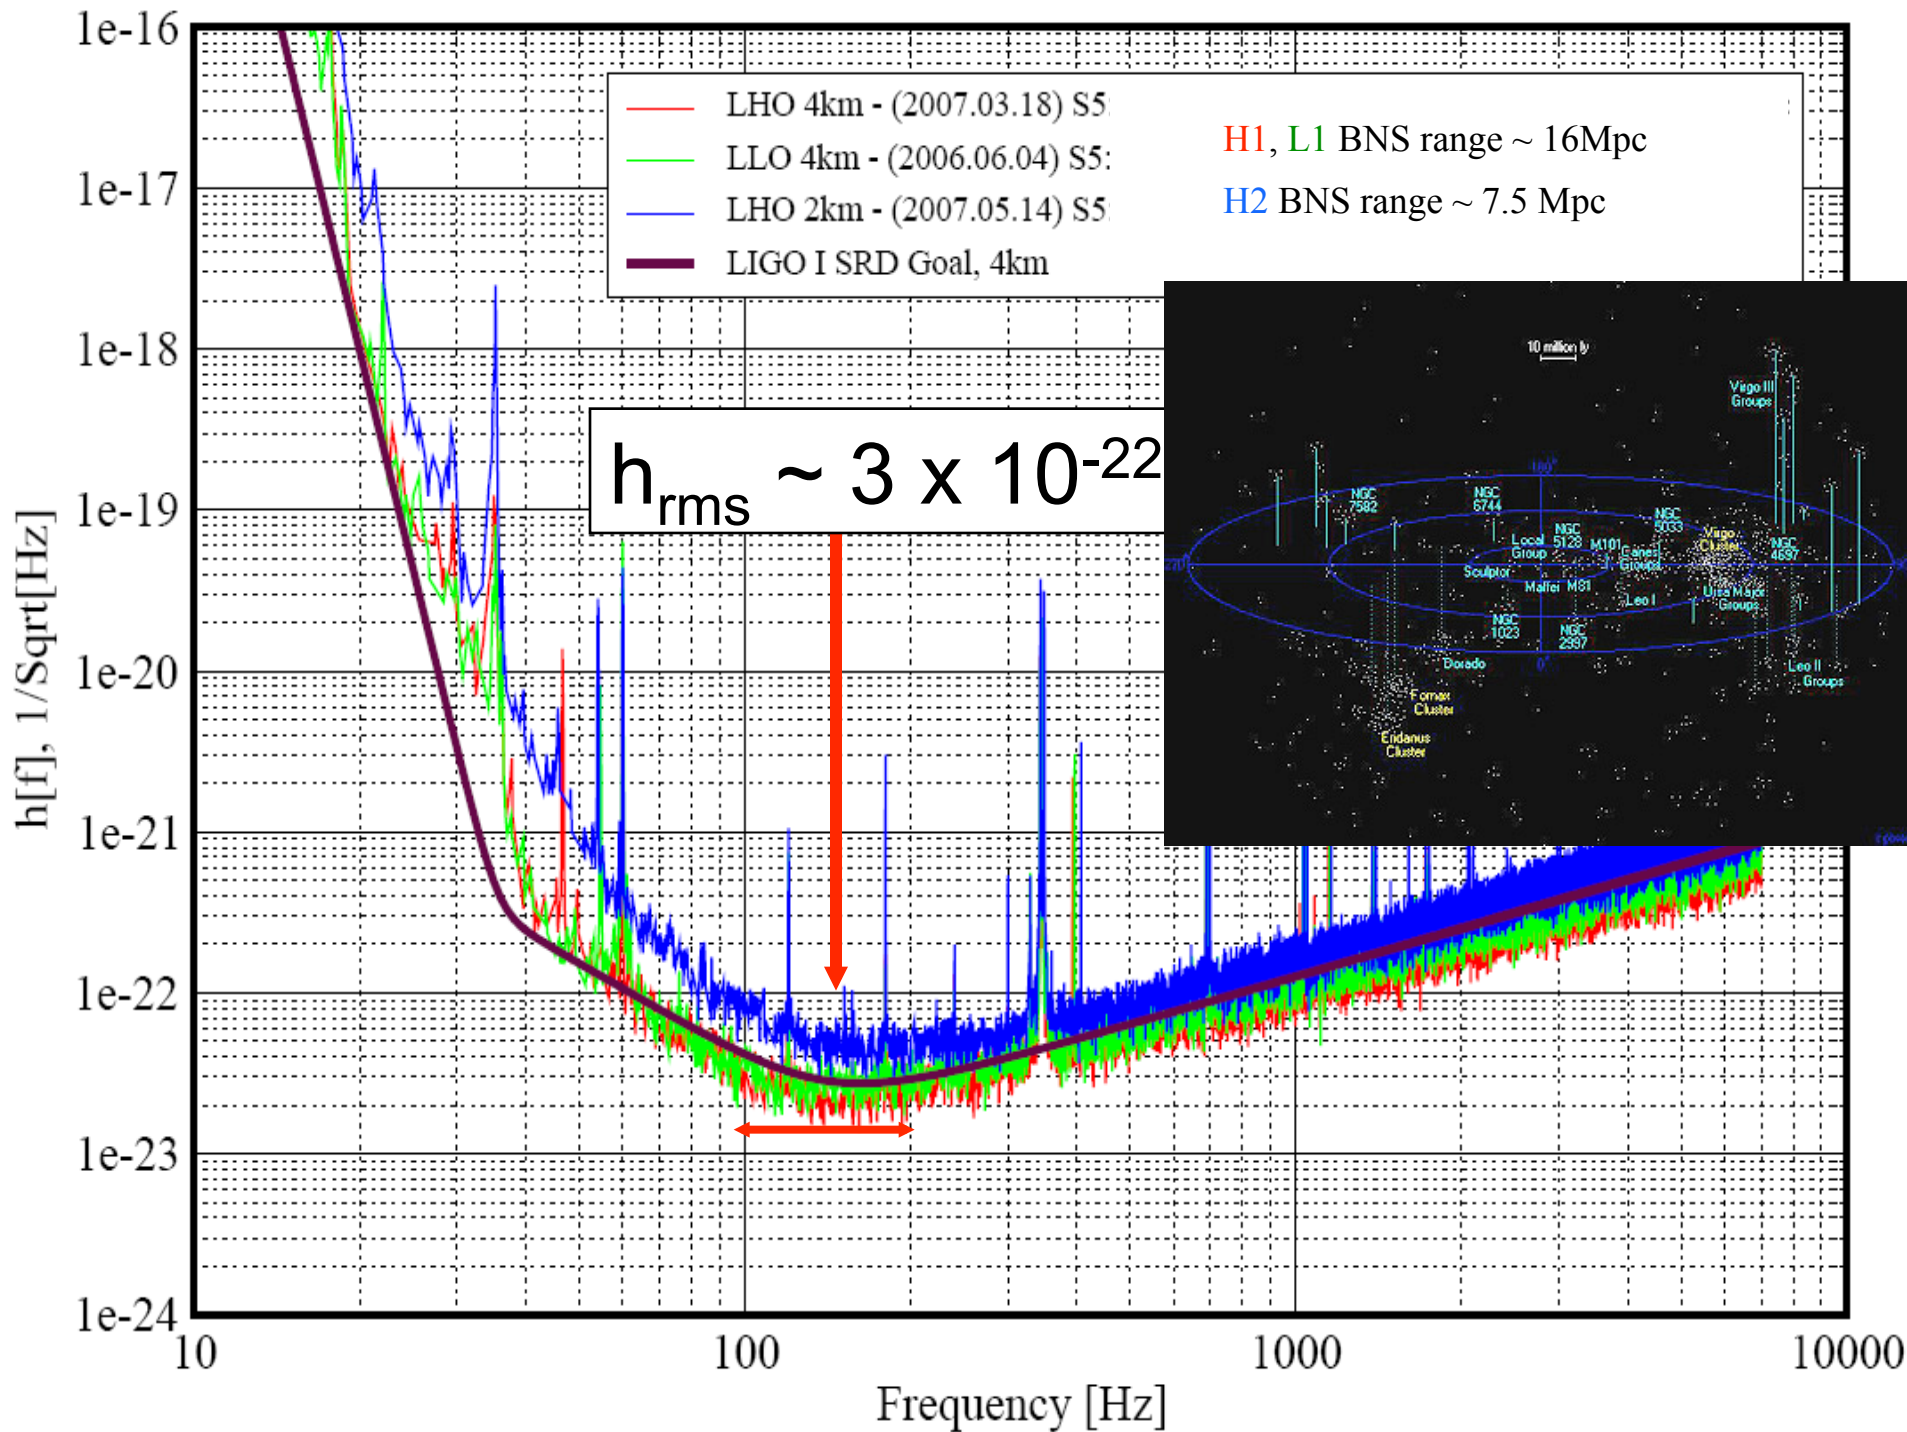 1e-16
1e-17
1e-18
1e-19
1e-20
1e-21
1e-22
1e-23
1e-24
h[f], 1/Sqrt[Hz]
LHO 4km - (2007.03.18) S5:
LLO 4km - (2006.06.04) S5:
LHO 2km - (2007.05.14) S5:
LIGO I SRD Goal, 4km
H1, L1 BNS range ~ 16Mpc
H2 BNS range ~ 7.5 Mpc
hrms ~ 3 x 10-22
10 million ly
Virgo III
Groups
180°
NGC
7582
NGC
6744
NGC
5033
NGC
5128
Local
Group
M101
Canes
Groups
Virgo
Cluster
NGC
4697
Sculptor
Maffei
M81
Leo I
Ursa Major
Groups
NGC
1023
NGC
2997
Dorado
0°
Leo II
Groups
Fornax
Cluster
Eridanus
Cluster
10
100
1000
10000
Frequency [Hz]